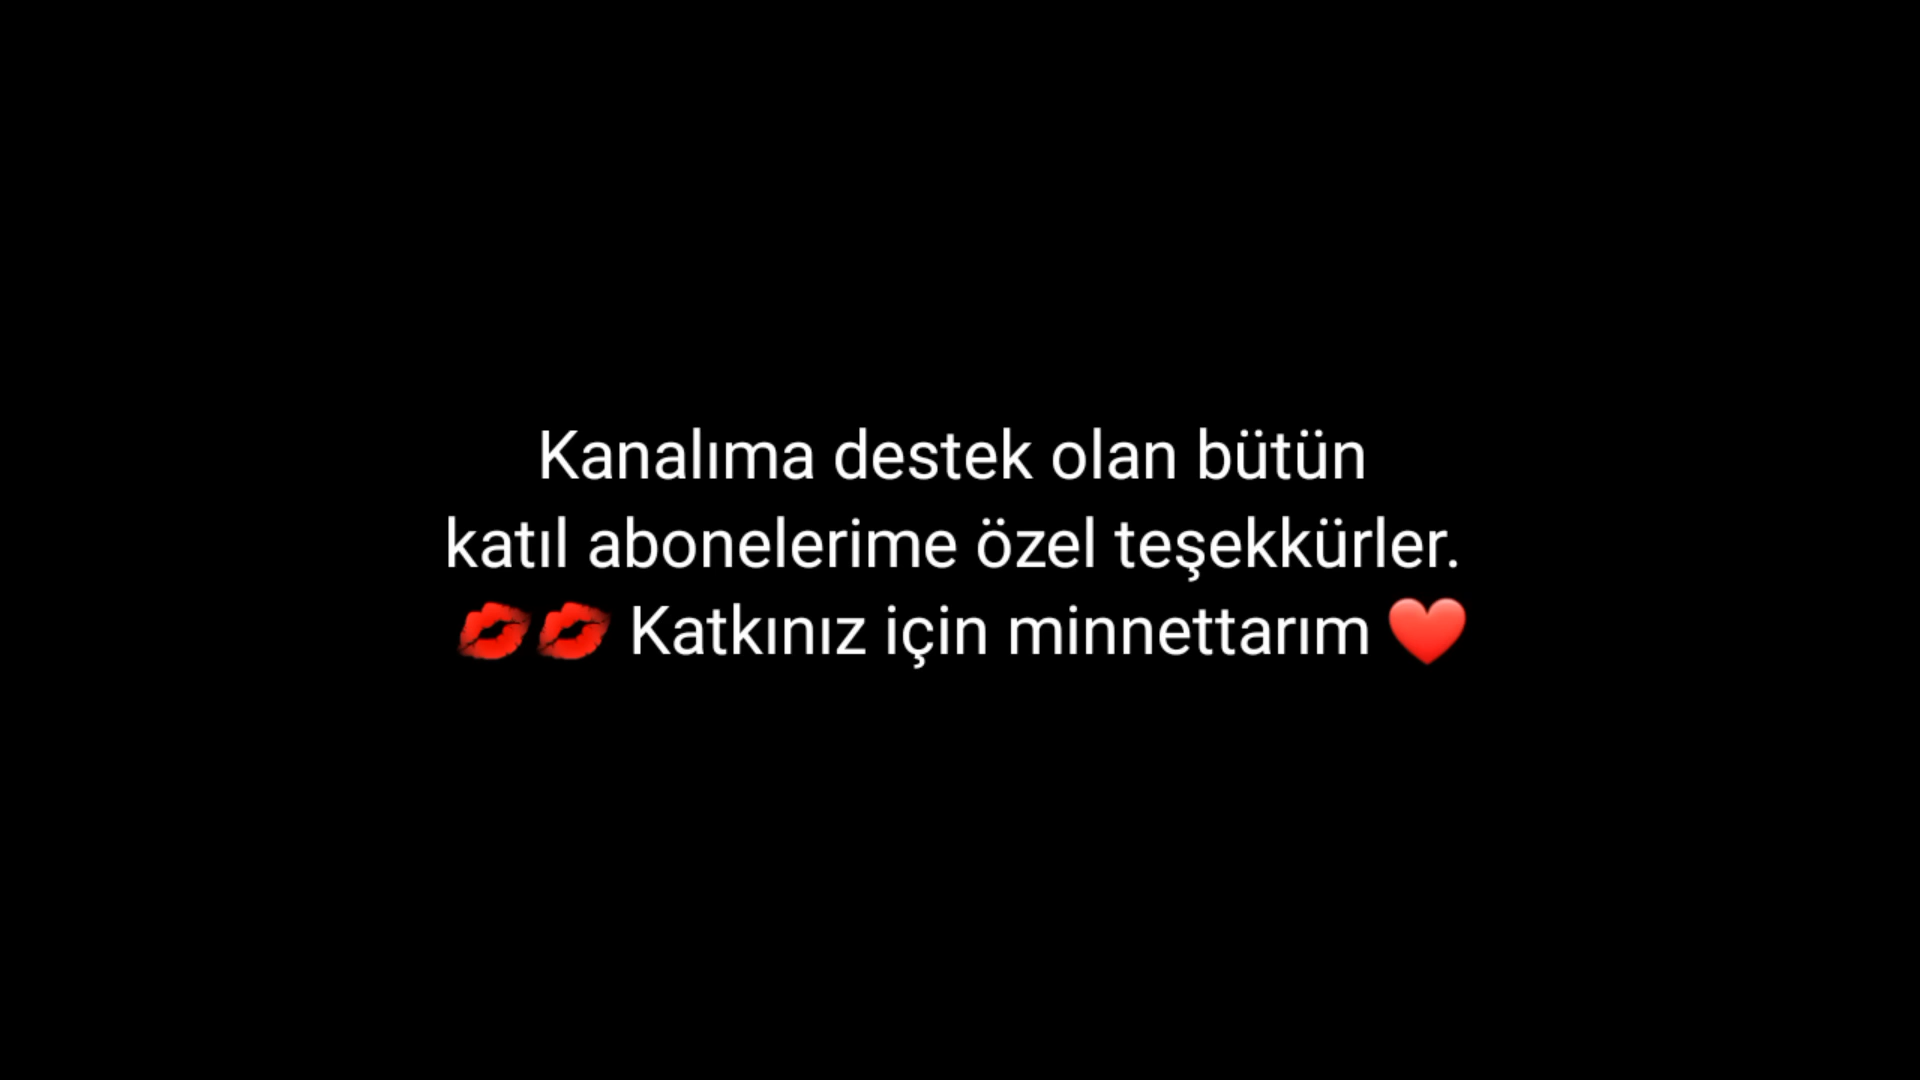 Kanalıma destek olan bütün
katıl abonelerime özel teşekkürler.
💋💋 Katkınız için minnettarım ❤️